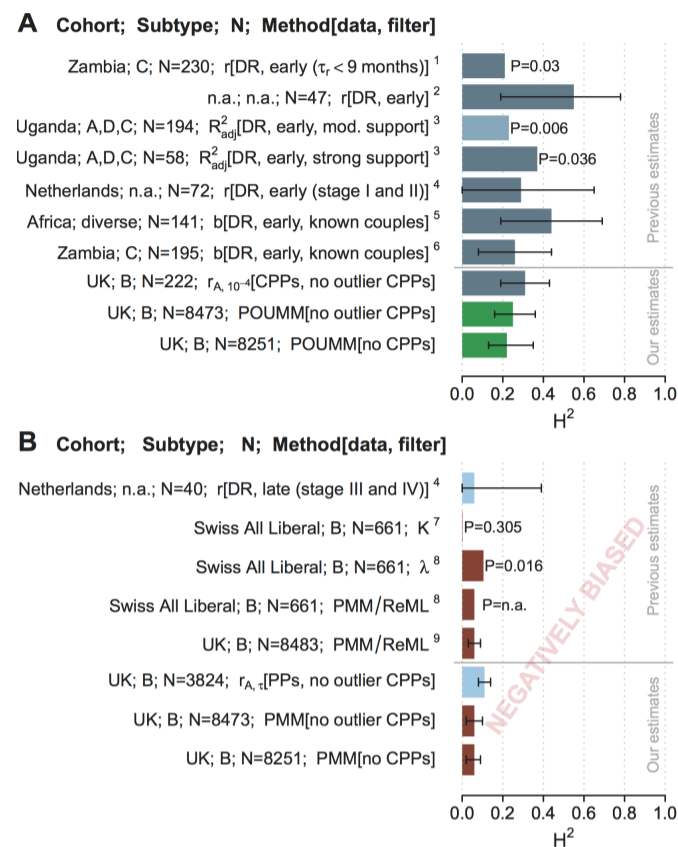 A Cohort; Subtype; N; Method[data, filter]
Zambia; C; N=230; r[DR, early (τr < 9 months)] 1
P=0.03
n.a.; n.a.; N=47; r[DR, early] 2
Uganda; A,D,C; N=194; R2adj[DR, early, mod. support] 3
P=0.006
Uganda; A,D,C; N=58; R2adj[DR, early, strong support] 3
P=0.036
Netherlands; n.a.; N=72; r[DR, early (stage I and II)] 4
Africa; diverse; N=141; b[DR, early, known couples] 5
Zambia; C; N=195; b[DR, early, known couples] 6
Previous estimates
UK; B; N=222; rA, 10−4[CPPs, no outlier CPPs]
UK; B; N=8473; POUMM[no outlier CPPs]
UK; B; N=8251; POUMM[no CPPs]
Our estimates
0.0 0.2 0.4 0.6 0.8 1.0
H2
B Cohort; Subtype; N; Method[data, filter]
Netherlands; n.a.; N=40; r[DR, late (stage III and IV)] 4
Swiss All Liberal; B; N=661; K 7
P=0.305
Swiss All Liberal; B; N=661; λ 8
P=0.016
Swiss All Liberal; B; N=661; PMM/ReML 8
P=n.a.
UK; B; N=8483; PMM/ReML 9
Previous estimates
UK; B; N=3824; rA, τ[PPs, no outlier CPPs]
UK; B; N=8473; PMM[no outlier CPPs]
UK; B; N=8251; PMM[no CPPs]
Our estimates
NEGATIVELY BIASED
0.0 0.2 0.4 0.6 0.8 1.0
H2